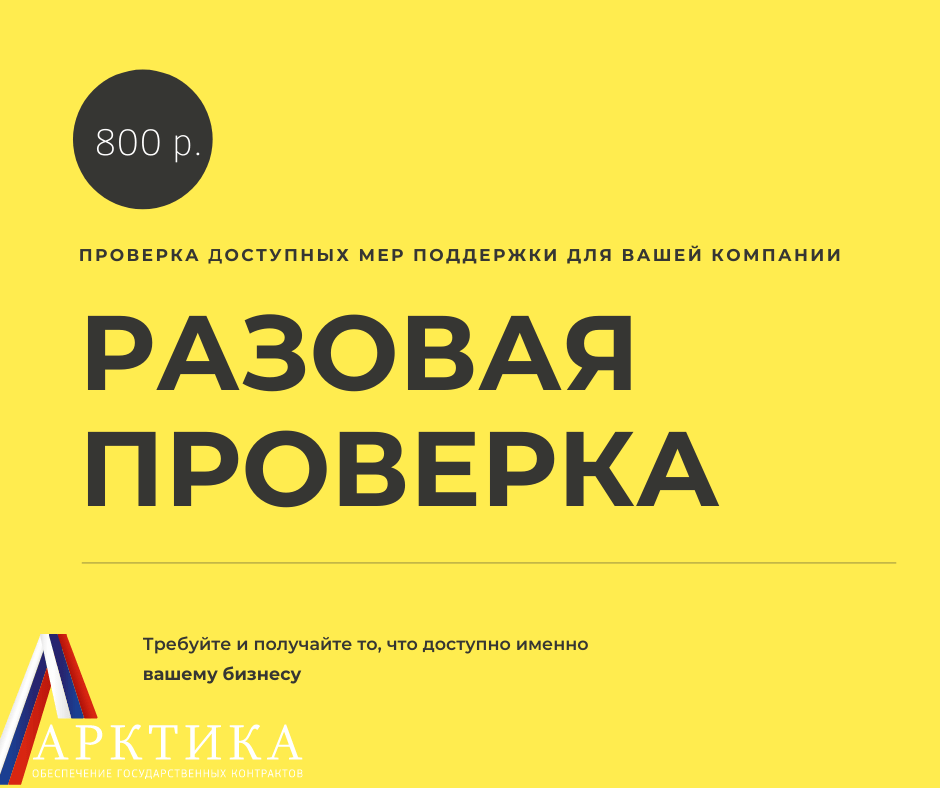 800 р.
ПРОВЕРКА ДОСТУПНЫХ МЕР ПОДДЕРЖКИ ДЛЯ ВАШЕЙ КОМПАНИИ
РАЗОВАЯ
ПРОВЕРКА
Требуйте и получайте то, что доступно именно
вашему бизнесу
АРКТИКА
ОБЕСПЕЧЕНИЕ ГОСУДАРСТВЕННЫХ КОНТРАКТОВ